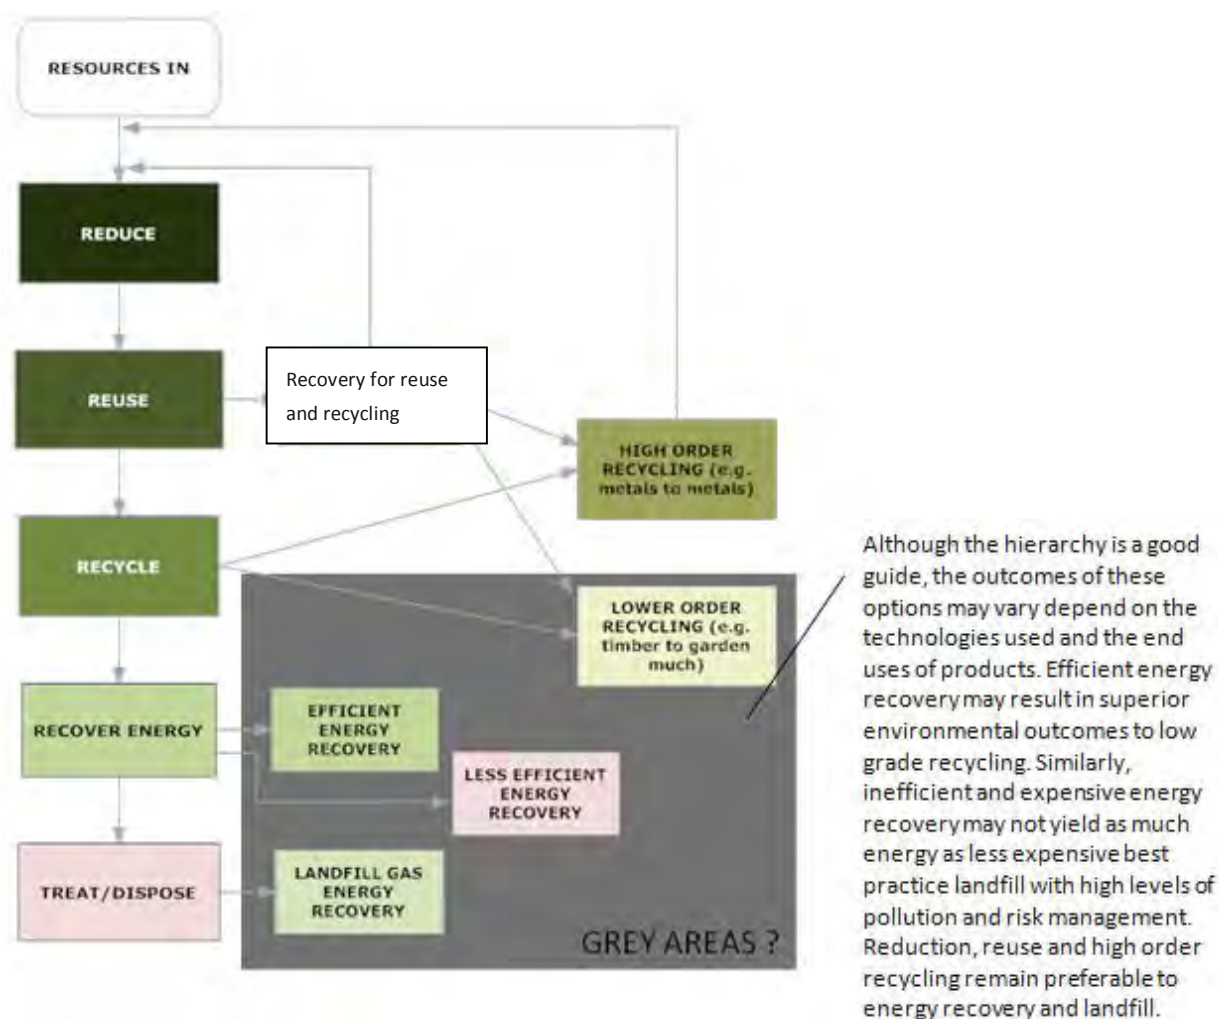 RESOURCES IN
REDUCE
REUSE
Recovery for reuse
and recycling
HIGH ORDER
RECYCLING (e.g.
metals to metals)
RECYCLE
LOWER ORDER
RECYCLING (e.g.
timber to garden
much)
RECOVER ENERGY
EFFICIENT
ENERGY
RECOVERY
LESS EFFICIENT
ENERGY
RECOVERY
TREAT/DISPOSE
LANDFILL GAS
ENERGY
RECOVERY
GREY AREAS ?
Although the hierarchy is a good
guide, the outcomes of these
options may vary depend on the
technologies used and the end
uses of products. Efficient energy
recovery may result in superior
environmental outcomes to low
grade recycling. Similarly,
inefficient and expensive energy
recovery may not yield as much
energy as less expensive best
practice landfill with high levels of
pollution and risk management.
Reduction, reuse and high order
recycling remain preferable to
energy recovery and landfill.